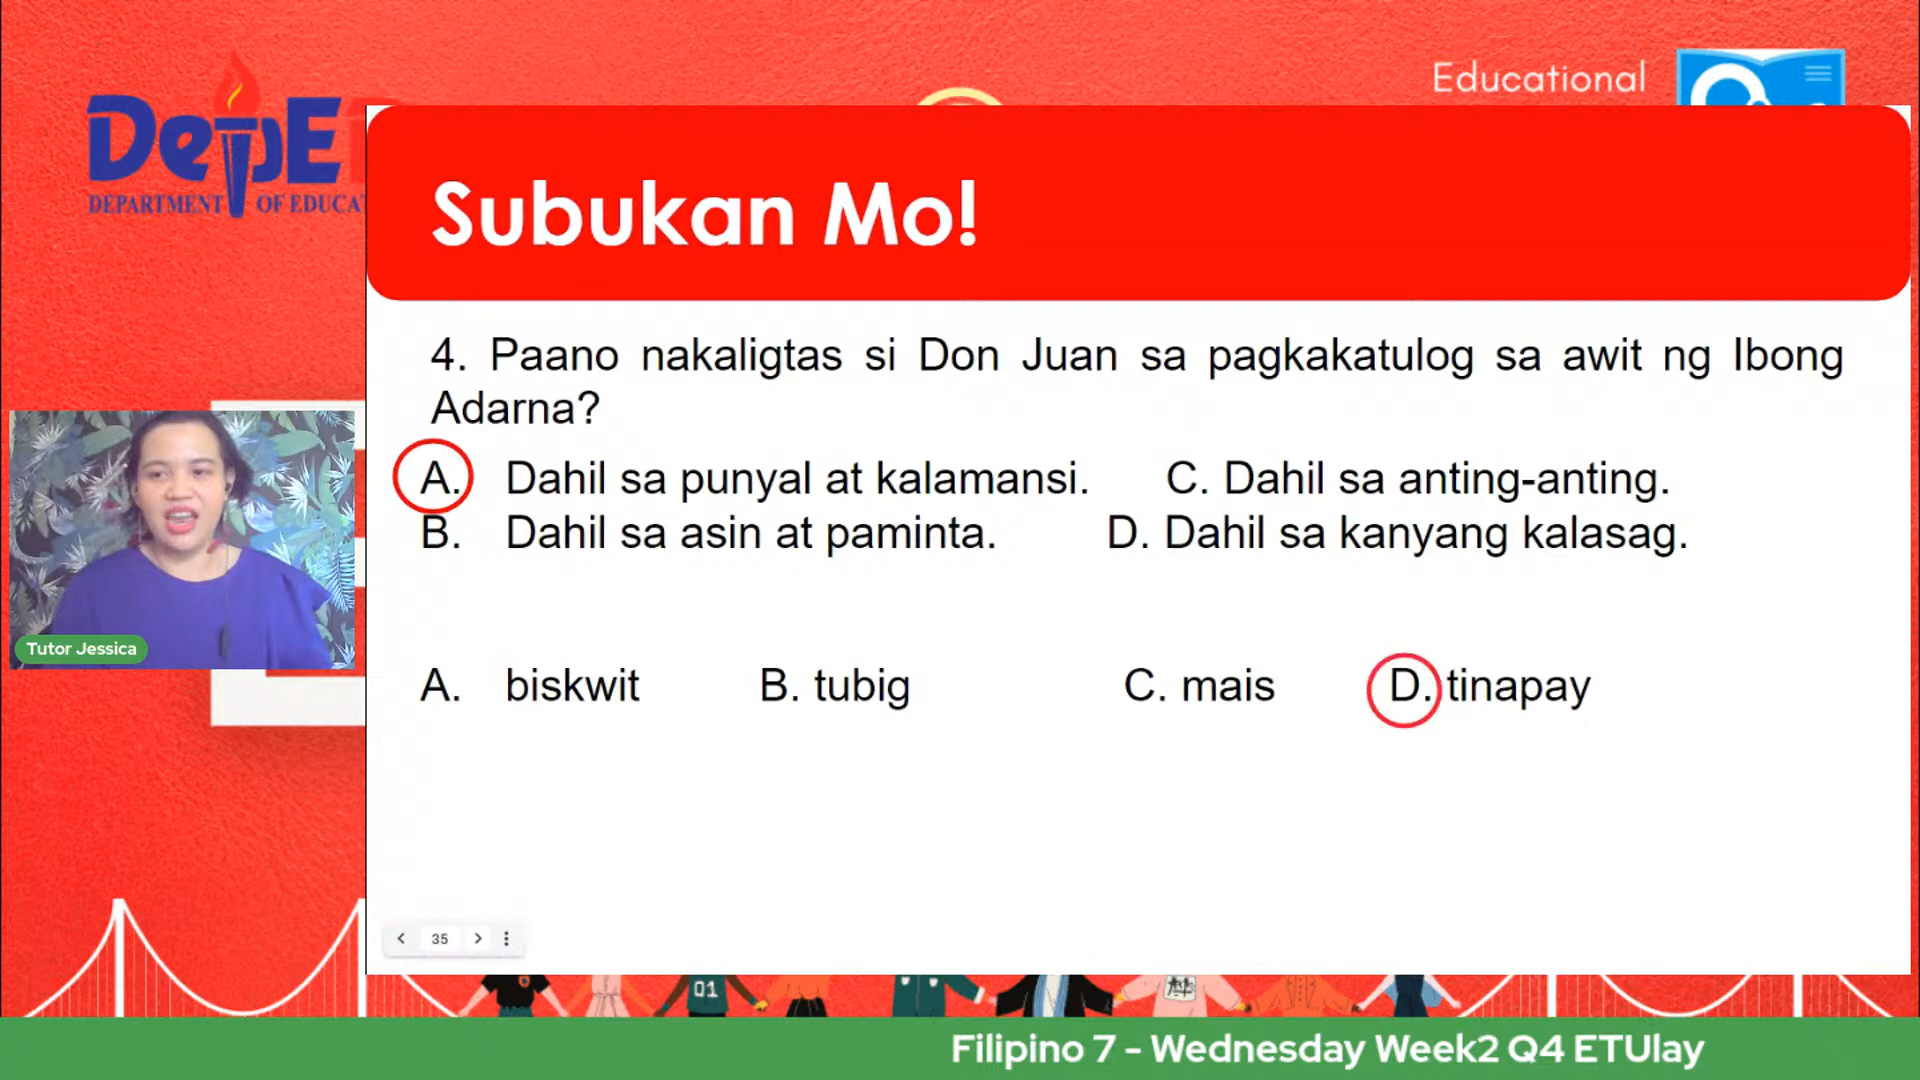 Educational
DepE
DEPARTMENT OF EDUCA
Subukan Mo!
4. Paano nakaligtas si Don Juan sa pagkakatulog sa awit ng Ibong
Adarna?
A. Dahil sa punyal at kalamansi. C. Dahil sa anting-anting.
B. Dahil sa asin at paminta. D. Dahil sa kanyang kalasag.
Tutor Jessica
A. biskwit B. tubig C. mais D. tinapay
35
01
Filipino 7 - Wednesday Week2 Q4 ETUlay